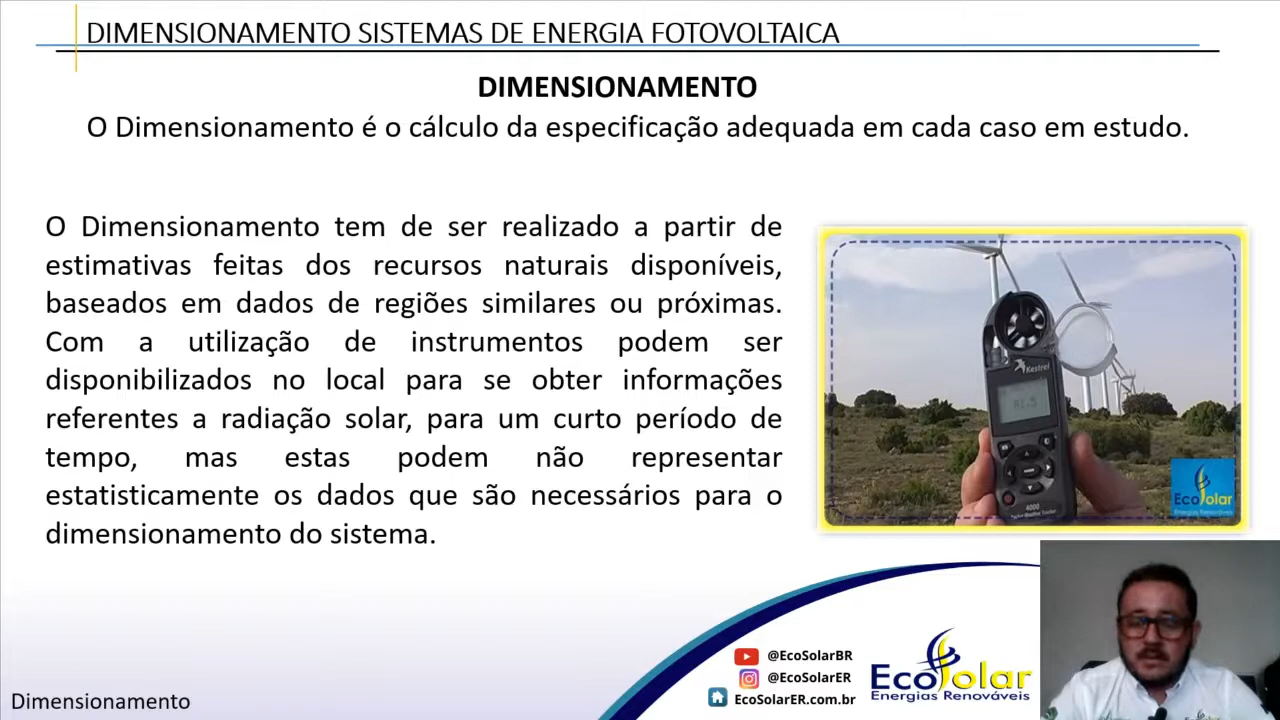 DIMENSIONAMENTO SISTEMAS DE ENERGIA FOTOVOLTAICA
DIMENSIONAMENTO
O Dimensionamento é o cálculo da especificação adequada em cada caso em estudo.
O Dimensionamento tem de ser realizado a partir de
estimativas feitas dos recursos naturais disponíveis,
baseados em dados de regiões similares ou próximas.
Com a utilização de instrumentos podem ser
disponibilizados no local para se obter informações
referentes a radiação solar, para um curto período de
tempo, mas estas podem não representar
estatisticamente os dados que são necessários para o
dimensionamento do sistema.
Kestrel
4000
EcoSolar
Energias Renováveis
@EcoSolarBR
@EcoSolarER
EcoSolarER.com.br
EcoSolar
Energias Renováveis
Dimensionamento